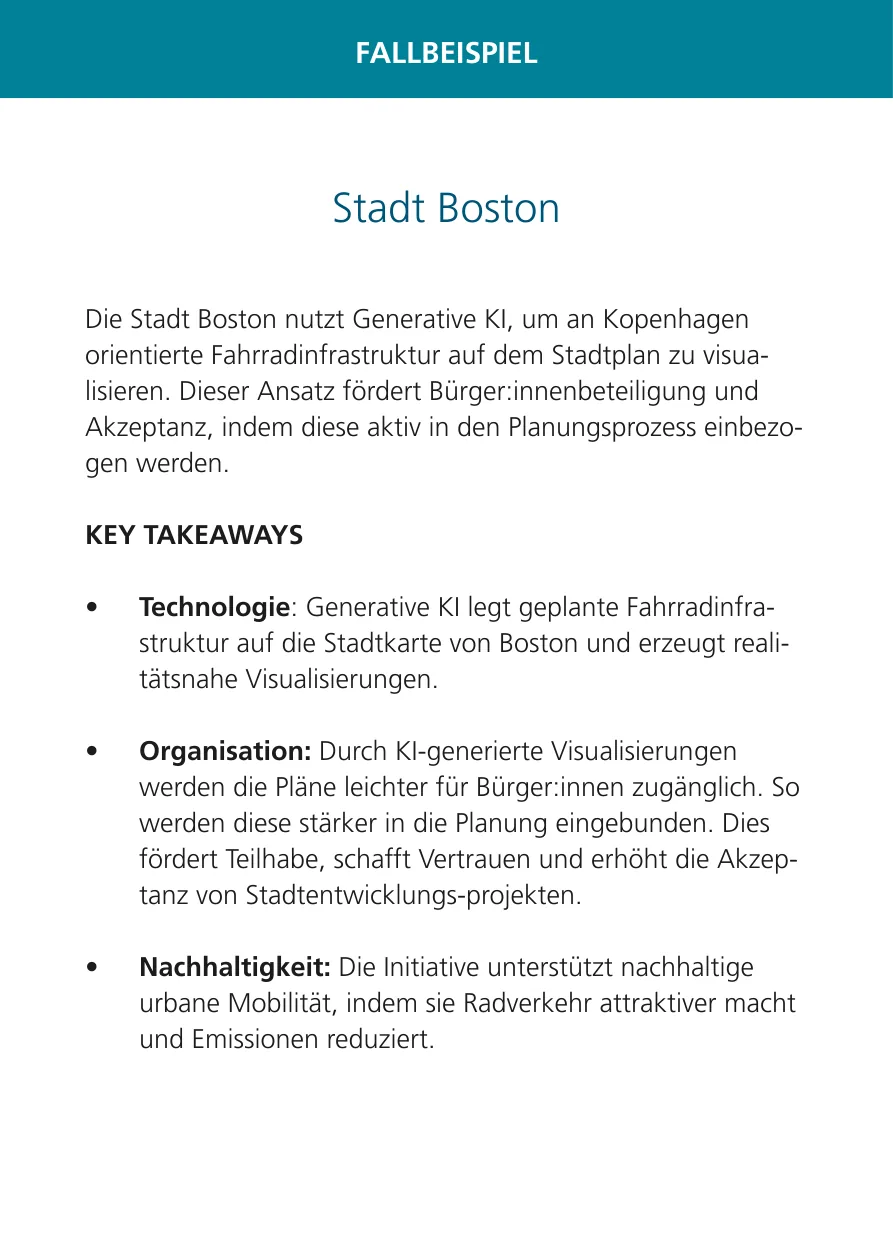 FALLBEISPIEL
Stadt Boston
Die Stadt Boston nutzt Generative KI, um an Kopenhagen
orientierte Fahrradinfrastruktur auf dem Stadtplan zu visua-
lisieren. Dieser Ansatz fördert Bürger:innenbeteiligung und
Akzeptanz, indem diese aktiv in den Planungsprozess einbezo-
gen werden.
KEY TAKEAWAYS
• Technologie: Generative KI legt geplante Fahrradinfra-
struktur auf die Stadtkarte von Boston und erzeugt reali-
tätsnahe Visualisierungen.
• Organisation: Durch KI-generierte Visualisierungen
werden die Pläne leichter für Bürger:innen zugänglich. So
werden diese stärker in die Planung eingebunden. Dies
fördert Teilhabe, schafft Vertrauen und erhöht die Akzep-
tanz von Stadtentwicklungs-projekten.
• Nachhaltigkeit: Die Initiative unterstützt nachhaltige
urbane Mobilität, indem sie Radverkehr attraktiver macht
und Emissionen reduziert.